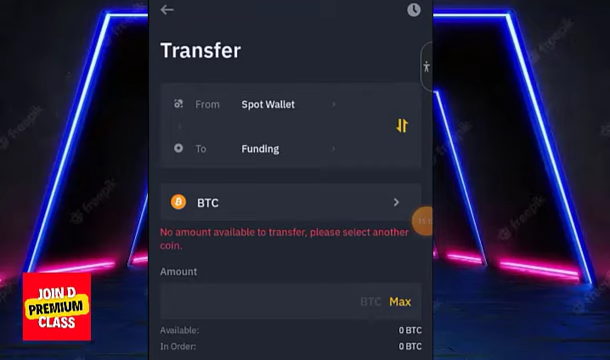 Transfer
From Spot Wallet
To Funding
BTC
No amount available to transfer, please select another
coin.
Amount
BTC Max
Available: 0 BTC
In Order: 0 BTC
JOIN D
PREMIUM
CLASS